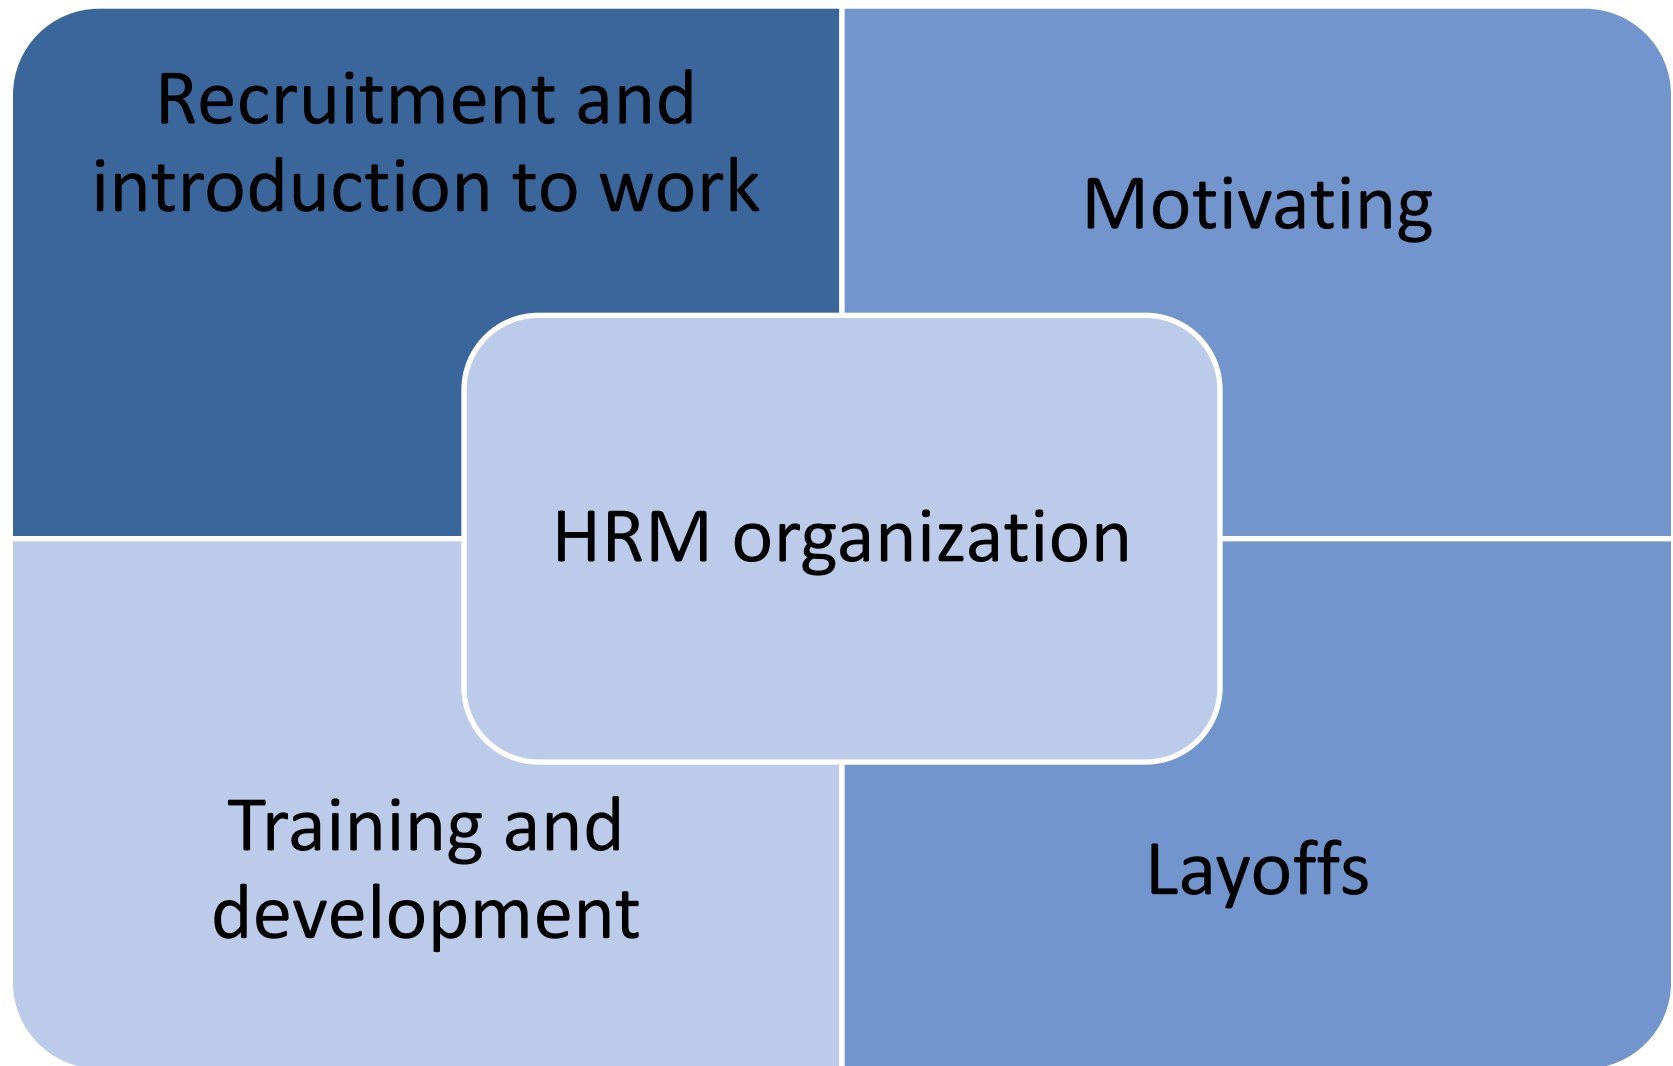 Recruitment and
introduction to work
Motivating
HRM organization
Training and
development
Layoffs